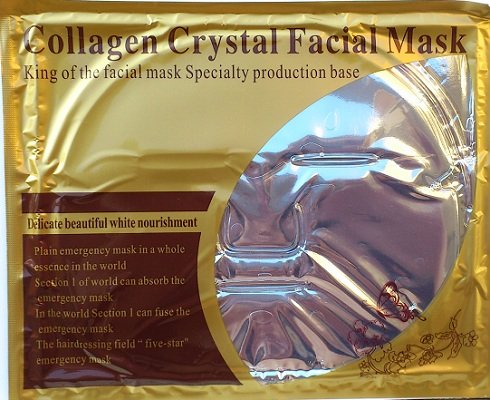 Collagen Crystal Facial Mask
King of the facial mask Specialty production base
Delicate beautiful white nourishment
Plain emergency mask in a whole
essence in the world
Section 1 of world can absorb the
emergency mask
In the world Section 1 can fuse the
emergency mask
The hairdressing field “ five-star"
emergency mask